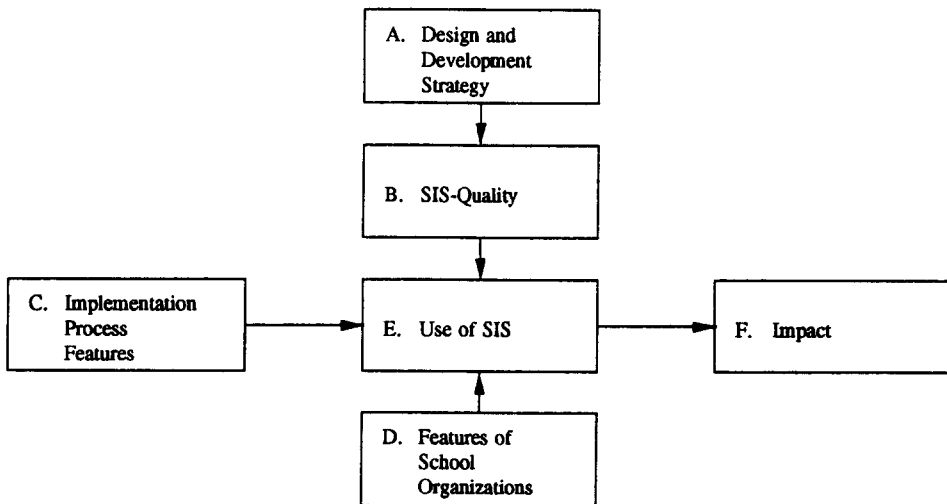 A. Design and
Development
Strategy
B. SIS-Quality
C. Implementation
Process
Features
E. Use of SIS
F. Impact
D. Features of
School
Organizations